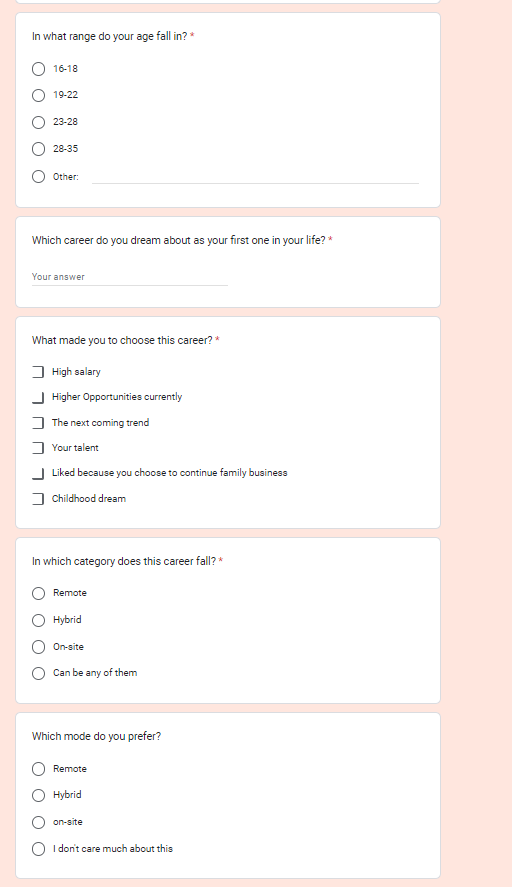 In what range do your age fall in? *
16-18
19-22
23-28
28-35
Other:
Which career do you dream about as your first one in your life? *
Your answer
What made you to choose this career? *
High salary
Higher Opportunities currently
The next coming trend
Your talent
Liked because you choose to continue family business
Childhood dream
In which category does this career fall? *
Remote
Hybrid
On-site
Can be any of them
Which mode do you prefer?
Remote
Hybrid
on-site
I don't care much about this